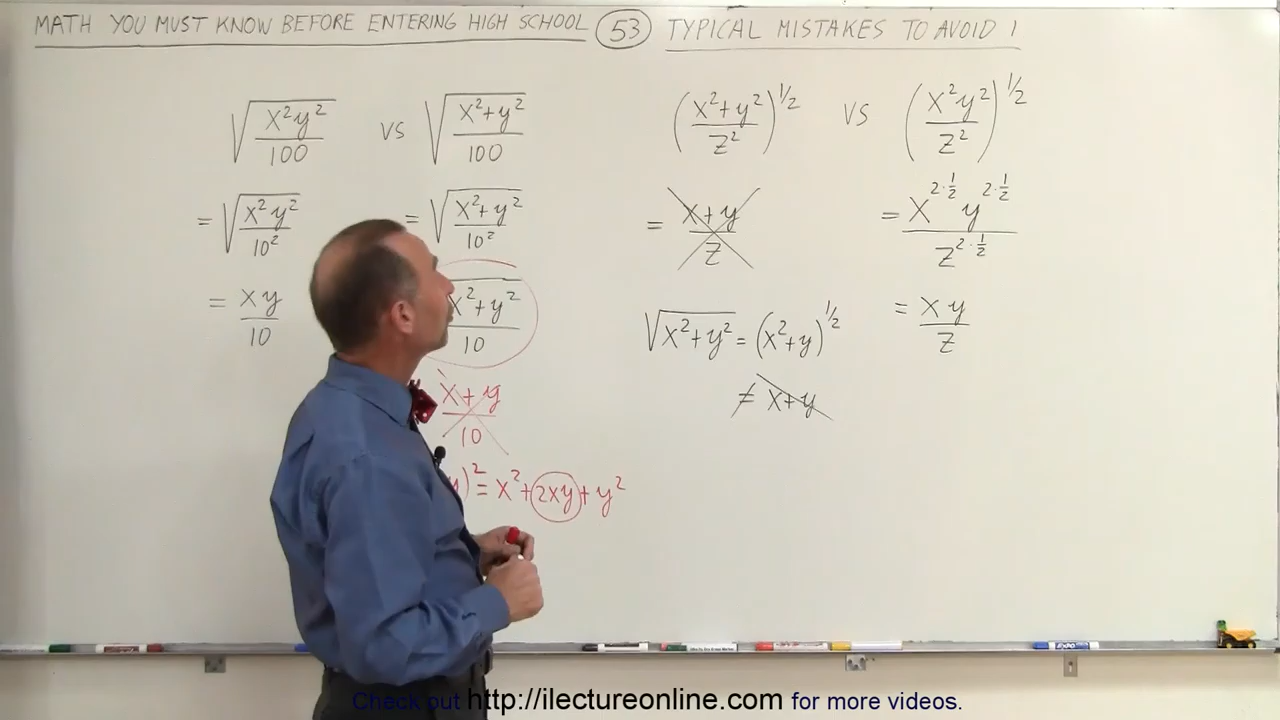 MATH YOU MUST KNOW BEFORE ENTERING HIGH SCHOOL 53 TYPICAL MISTAKES TO AVOID 1
√(x²y²/100) VS √(x²+y²/100)
= √(x²y²/10²) = √(x²+y²/10²)
= xy/10 √x²+y²/10
x+y/10
y)² = x²+2xy+y²
(x²+y²/z²)^1/2 VS (x²y²/z²)^1/2
= x+y/z = x^2·1/2 y^2·1/2 / z^2·1/2
√x²+y² = (x²+y)^1/2 = xy/z
≠ x+y
EXPO
Check out http://ilectureonline.com for more videos.